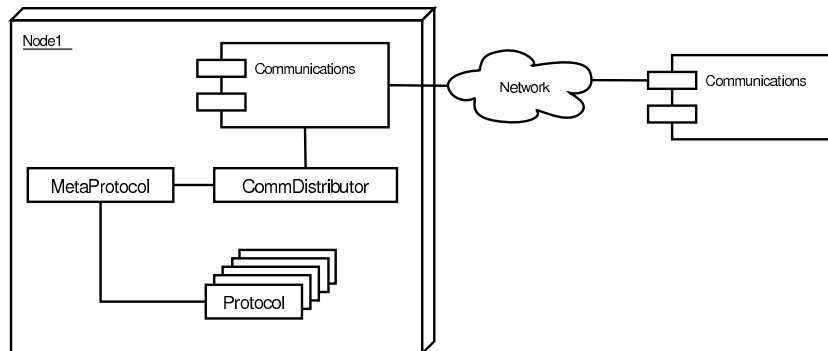 Node1
Communications
Network
Communications
MetaProtocol
CommDistributor
Protocol